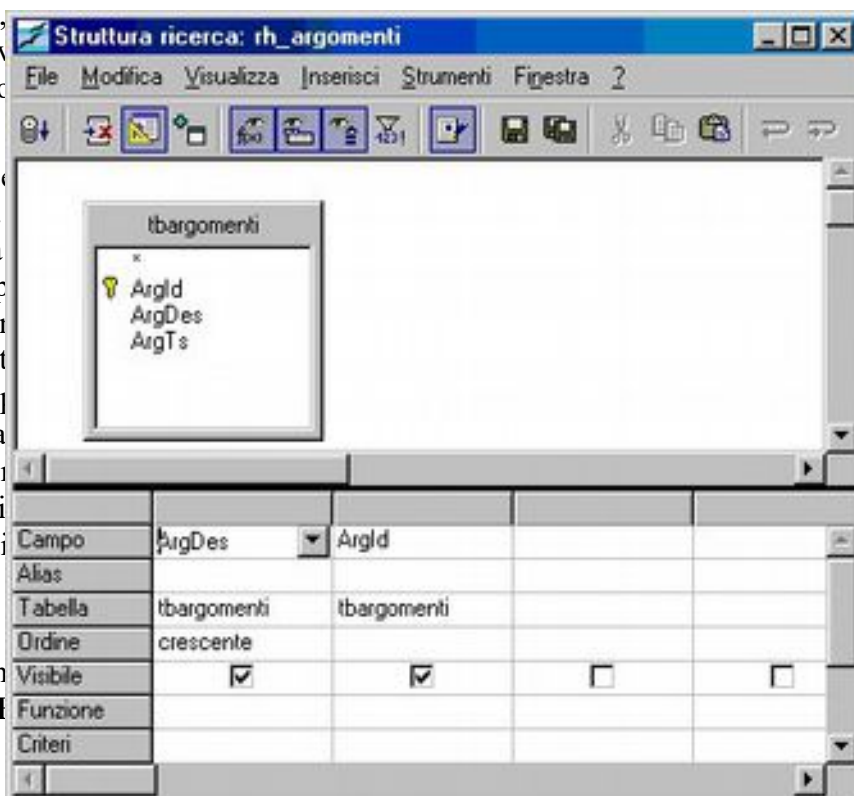 Struttura ricerca: rh_argomenti
File Modifica Visualizza Inserisci Strumenti Finestra ?
tbargomenti
*
ArgId
ArgDes
ArgTs
Campo ArgDes ArgId
Alias
Tabella tbargomenti tbargomenti
Ordine crescente
Visibile
Funzione
Criteri